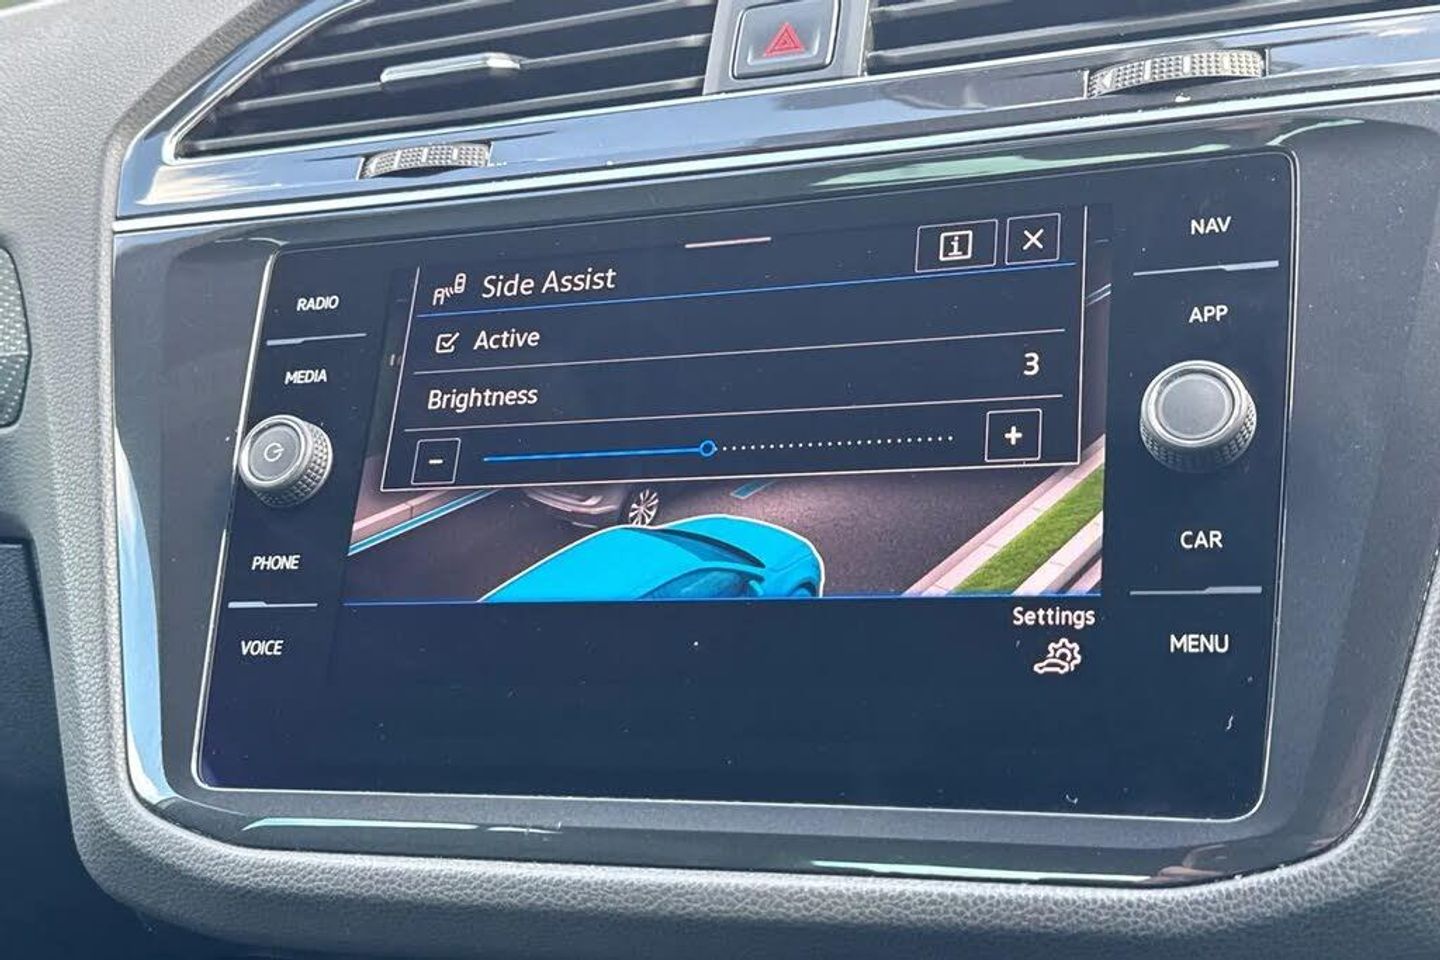 NAV
RADIO
Side Assist
i
APP
Active
MEDIA
Brightness
3
-
+
PHONE
CAR
Settings
VOICE
MENU